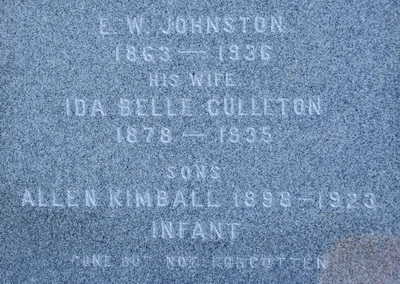 E. W. JOHNSTON
1863 — 1936
HIS WIFE
IDA BELLE CULLETON
1878 — 1935
SONS
ALLEN KIMBALL 1898 — 1923
INFANT
GONE BUT NOT FORGOTTEN